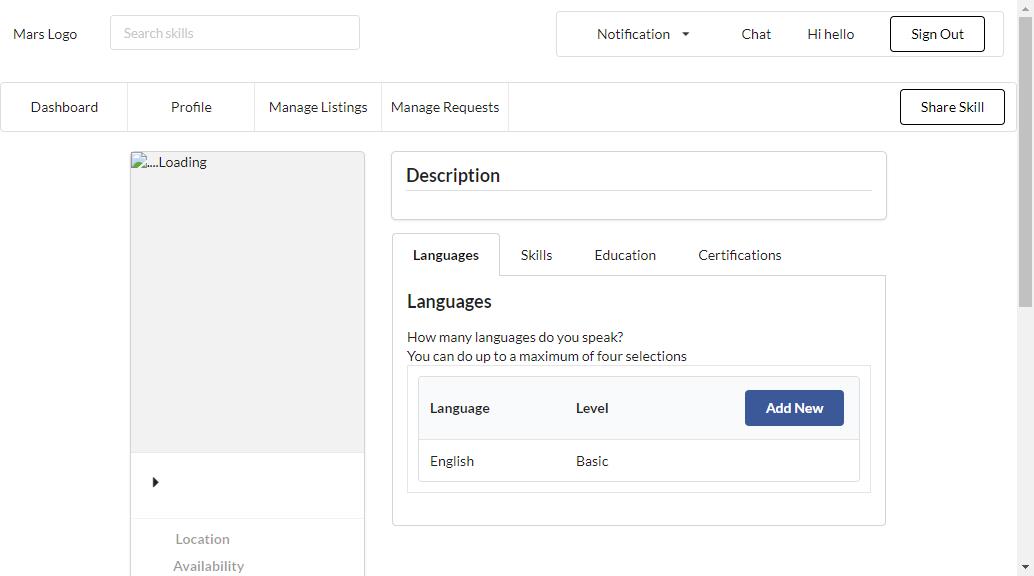 Mars Logo
Search skills
Notification
Chat
Hi hello
Sign Out
Dashboard
Profile
Manage Listings
Manage Requests
Share Skill
....Loading
Description
Languages
Skills
Education
Certifications
Languages
How many languages do you speak?
You can do up to a maximum of four selections
Language
Level
Add New
English
Basic
Location
Availability